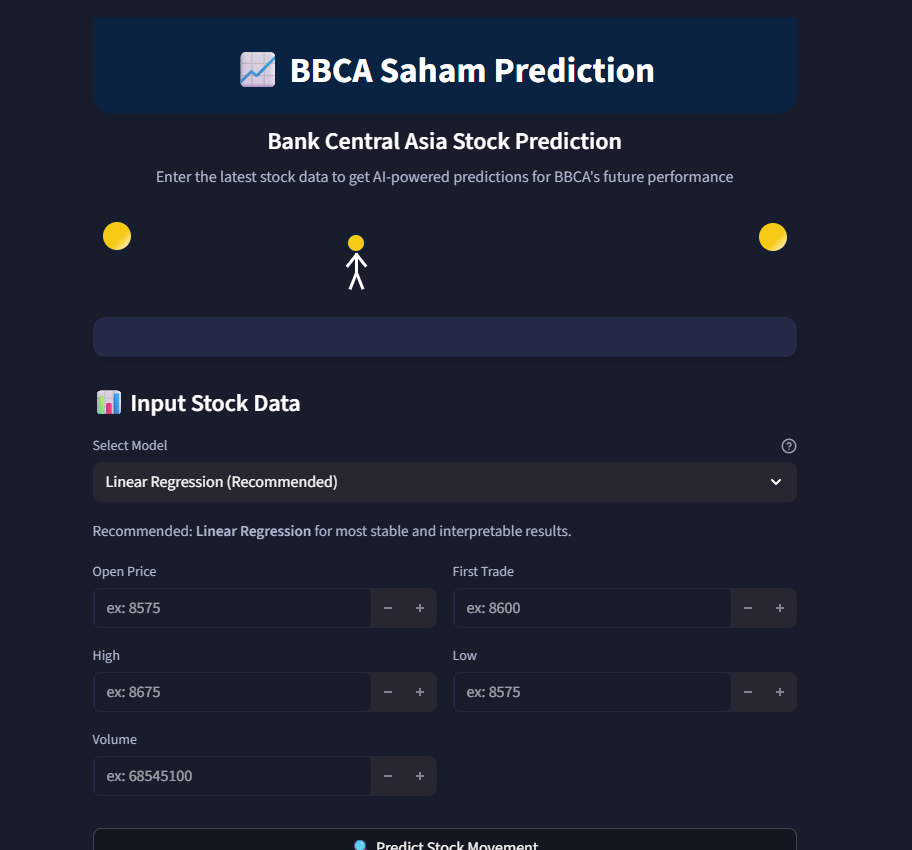 BBCA Saham Prediction
Bank Central Asia Stock Prediction
Enter the latest stock data to get AI-powered predictions for BBCA's future performance
Input Stock Data
Select Model
Linear Regression (Recommended)
Recommended: Linear Regression for most stable and interpretable results.
Open Price
First Trade
ex: 8575
ex: 8600
High
Low
ex: 8675
ex: 8575
Volume
ex: 68545100
Predict Stock Movement